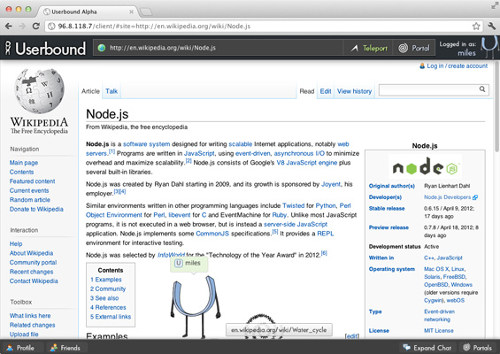 Userbound Alpha
96.8.118.7/client/#site=http://en.wikipedia.org/wiki/Node.js
Userbound
http://en.wikipedia.org/wiki/Node.js
Teleport
Portals
Logged in as:
miles
Log in / create account
Article Talk
Read Edit View history
WIKIPEDIA
The Free Encyclopedia
Navigation
Main page
Contents
Featured content
Current events
Random article
Donate to Wikipedia
Interaction
Help
About Wikipedia
Community portal
Recent changes
Contact Wikipedia
Toolbox
What links here
Related changes
Upload file
Node.js
From Wikipedia, the free encyclopedia
Node.js is a software system designed for writing scalable Internet applications, notably web
servers.[1] Programs are written in JavaScript, using event-driven, asynchronous I/O to minimize
overhead and maximize scalability.[2] Node.js consists of Google's V8 JavaScript engine plus
several built-in libraries.
Node.js was created by Ryan Dahl starting in 2009, and its growth is sponsored by Joyent, his
employer.[3][4]
Similar environments written in other programming languages include Twisted for Python, Perl
Object Environment for Perl, libevent for C and EventMachine for Ruby. Unlike most JavaScript
programs, it is not executed in a web browser, but is instead a server-side JavaScript
application. Node.js implements some CommonJS specifications.[5] It provides a REPL
environment for interactive testing.
Node.js was selected by InfoWorld for the "Technology of the Year Award" in 2012.[6]
U miles
Contents
1 Examples
2 Community
3 See also
4 References
5 External links
Examples
[edit]
Node.js
node
Original author(s) Ryan Lienhart Dahl
Developer(s) Node.js Developers
Stable release 0.6.15 / April 9, 2012;
17 days ago
Preview release 0.7.8 / April 18, 2012; 8
days ago
Development status Active
Written in C++, JavaScript
Operating system Mac OS X, Linux,
Solaris, FreeBSD,
OpenBSD, Windows
(older versions require
Cygwin), webOS
Type Event-driven
networking
License MIT License
en.wikipedia.org/wiki/Water_cycle
Profile
Friends
Expand Chat
Portals